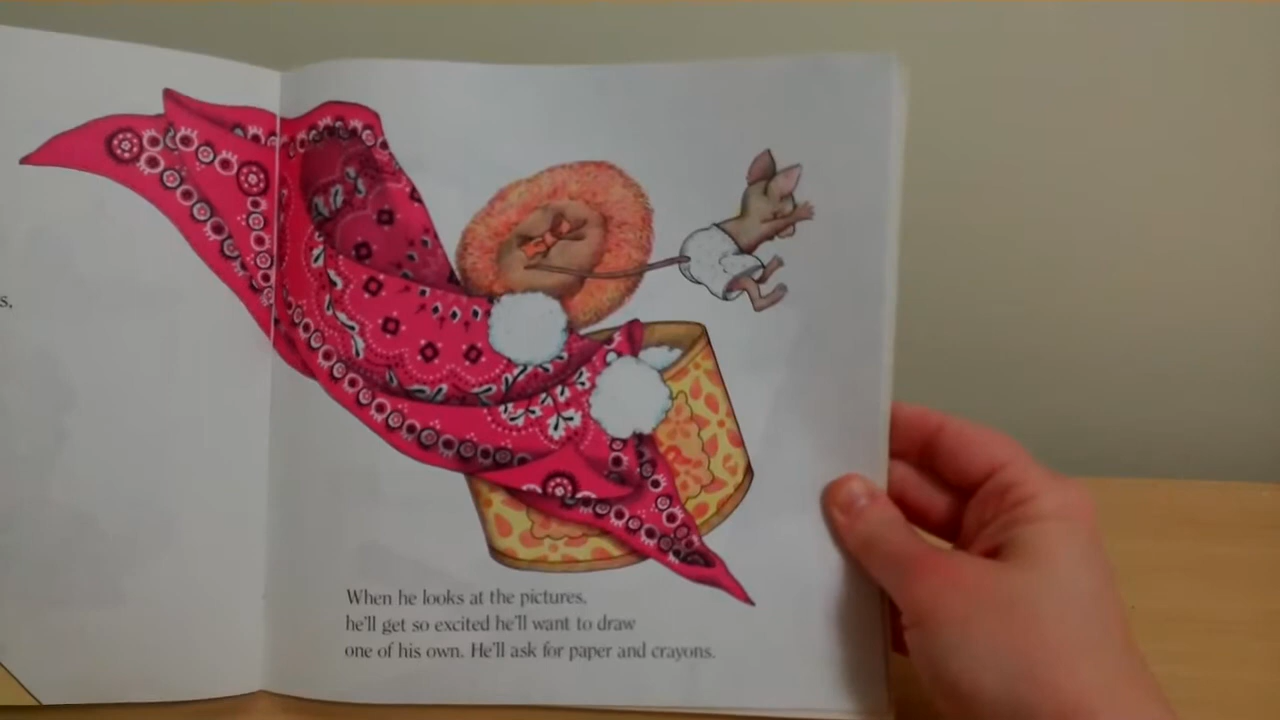 s.
When he looks at the pictures,
he'll get so excited he'll want to draw
one of his own. He'll ask for paper and crayons.